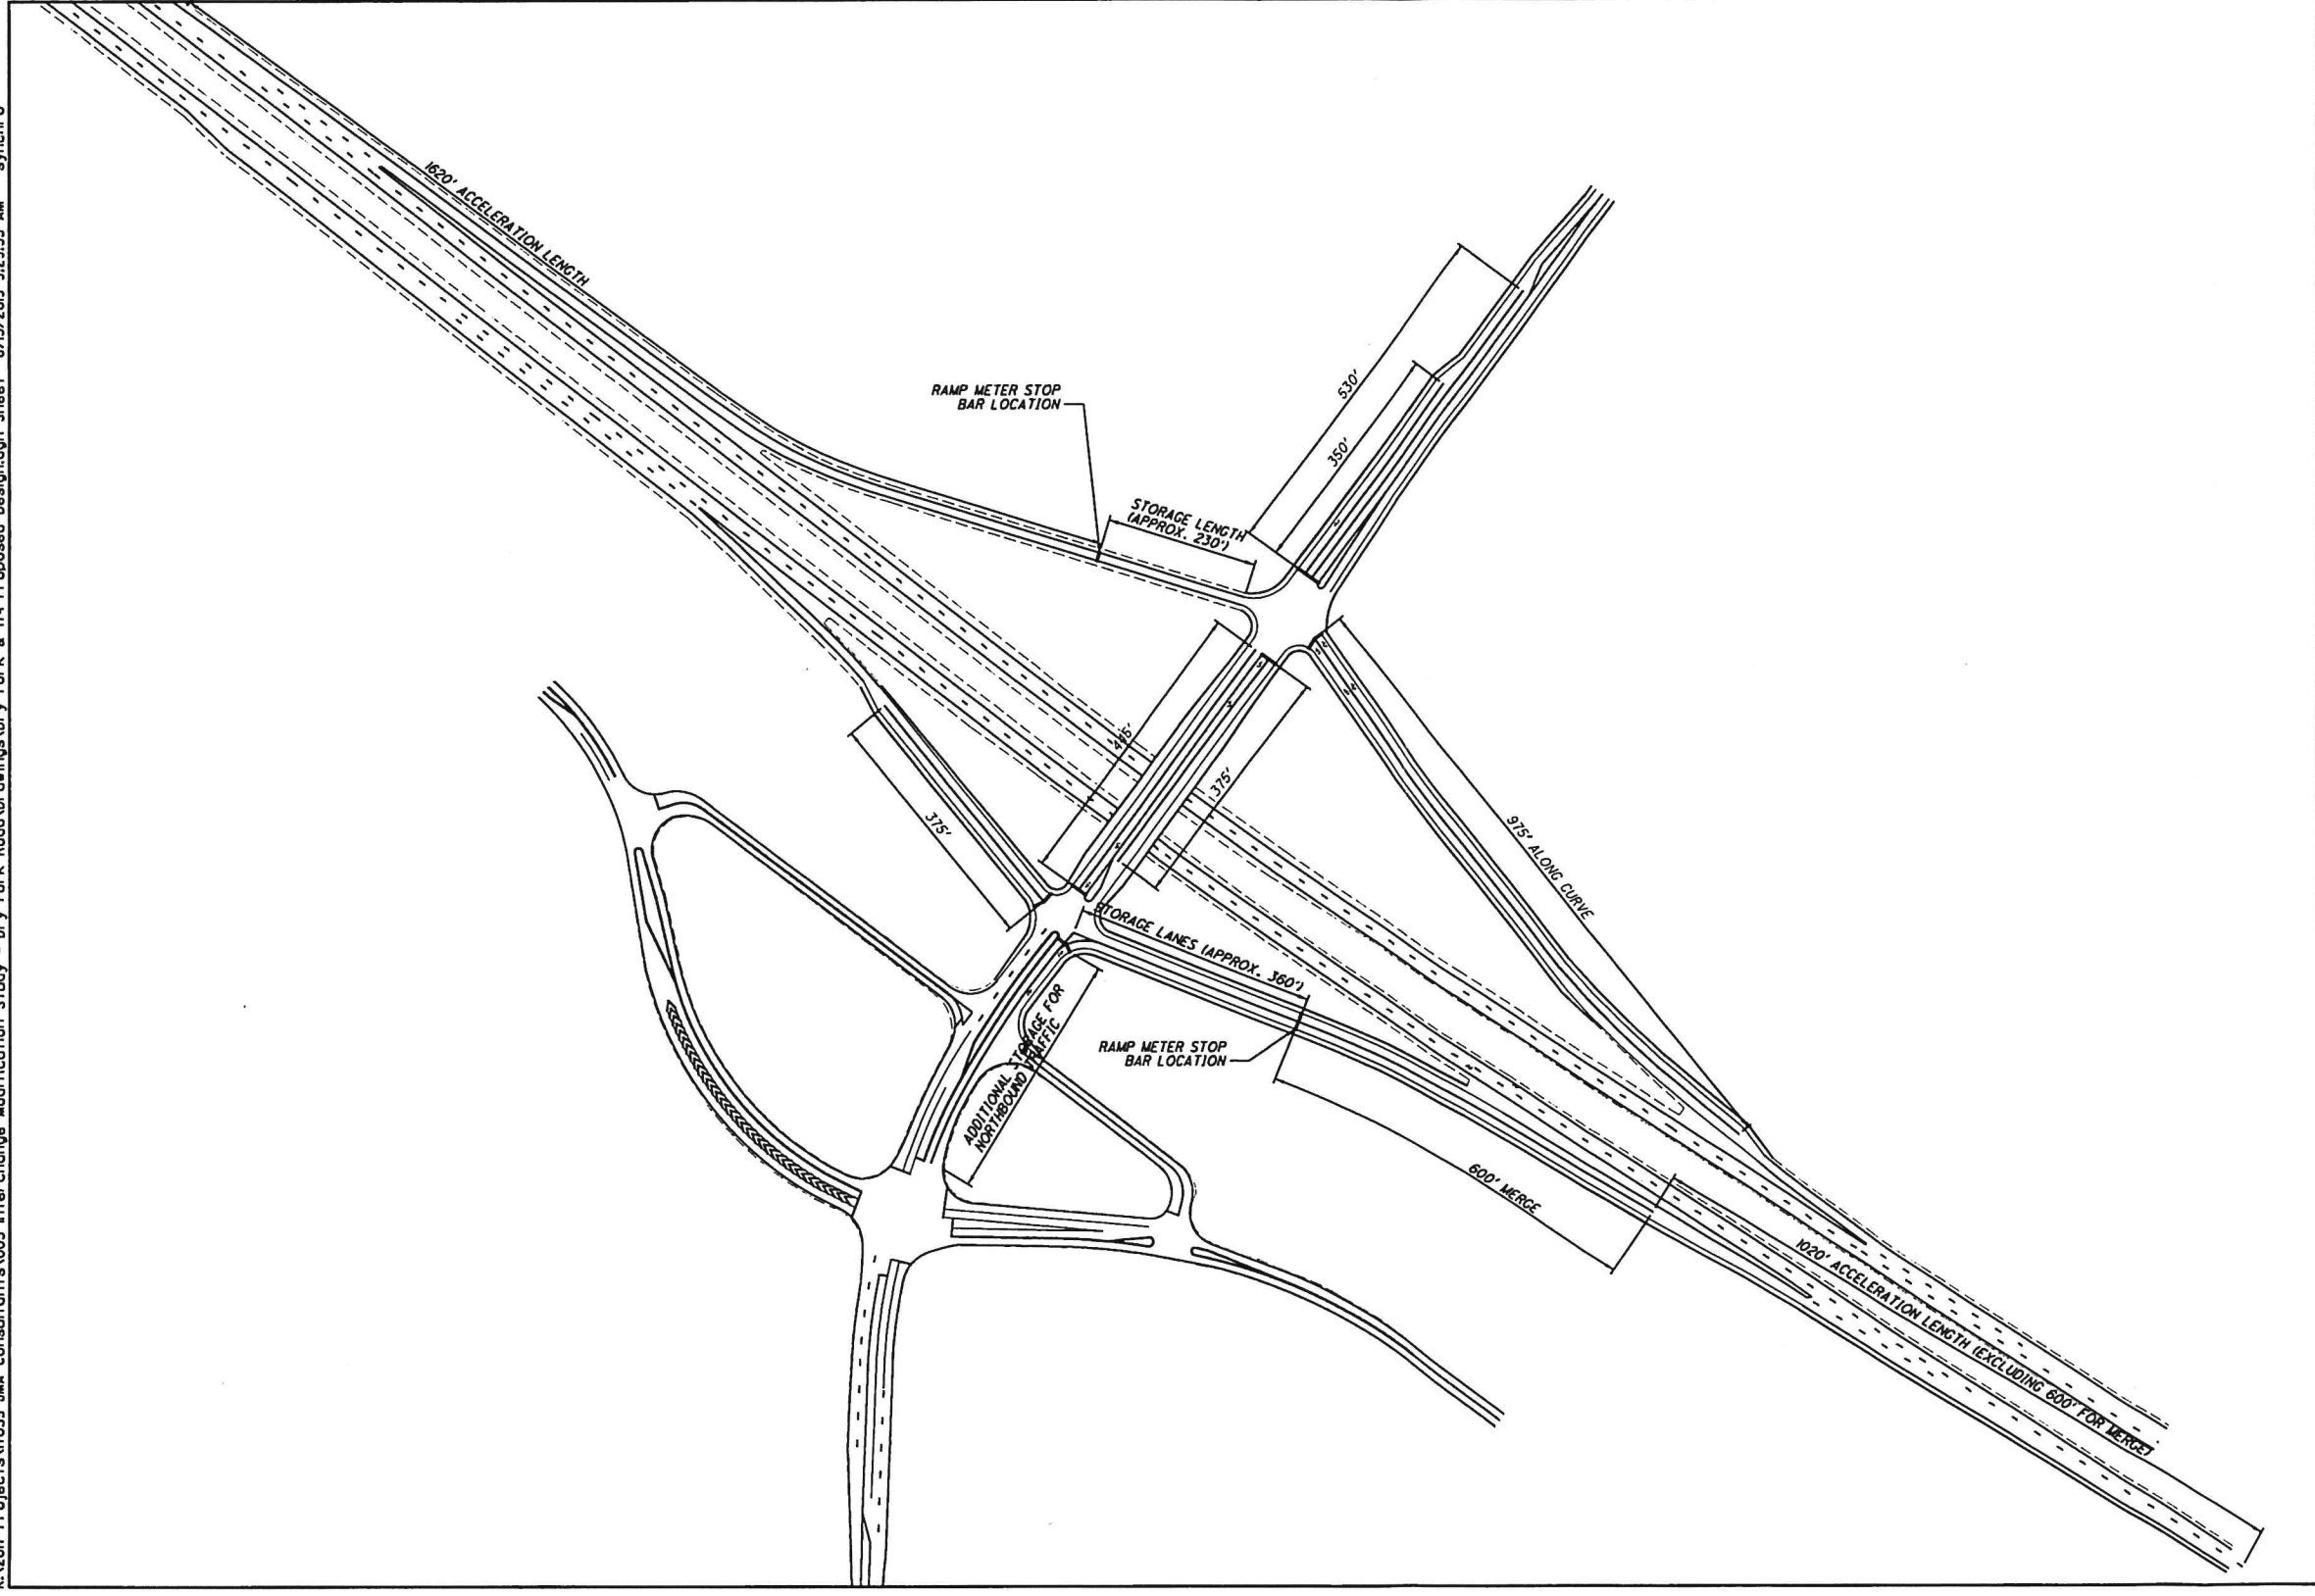 1620' ACCELERATION LENGTH
RAMP METER STOP
BAR LOCATION
STORAGE LENGTH
(APPROX. 230')
530'
350'
375'
375'
975' ALONG CURVE
STORAGE LANES (APPROX. 360')
ADDITIONAL STORAGE FOR
NORTHBOUND TRAFFIC
RAMP METER STOP
BAR LOCATION
600' MERGE
1020' ACCELERATION LENGTH (EXCLUDING 600' FOR MERGE)